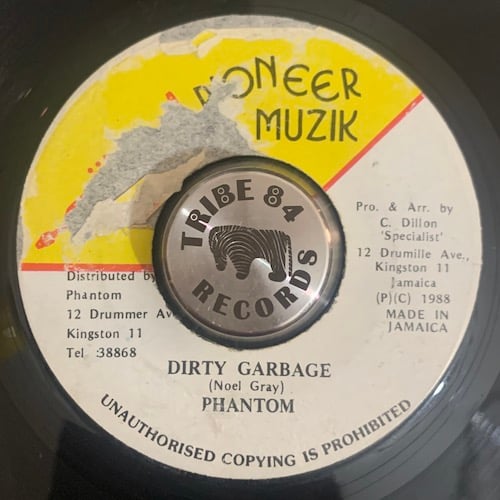 PIONEER
MUZIK
TRIBE 84
RECORDS
Pro. & Arr. by
C. Dillon
'Specialist'
12 Drumille Ave.,
Kingston 11
Jamaica
(P)(C) 1988
MADE IN
JAMAICA
Distributed by
Phantom
12 Drummer Av
Kingston 11
Tel :38868
DIRTY GARBAGE
(Noel Gray)
PHANTOM
UNAUTHORISED COPYING IS PROHIBITED